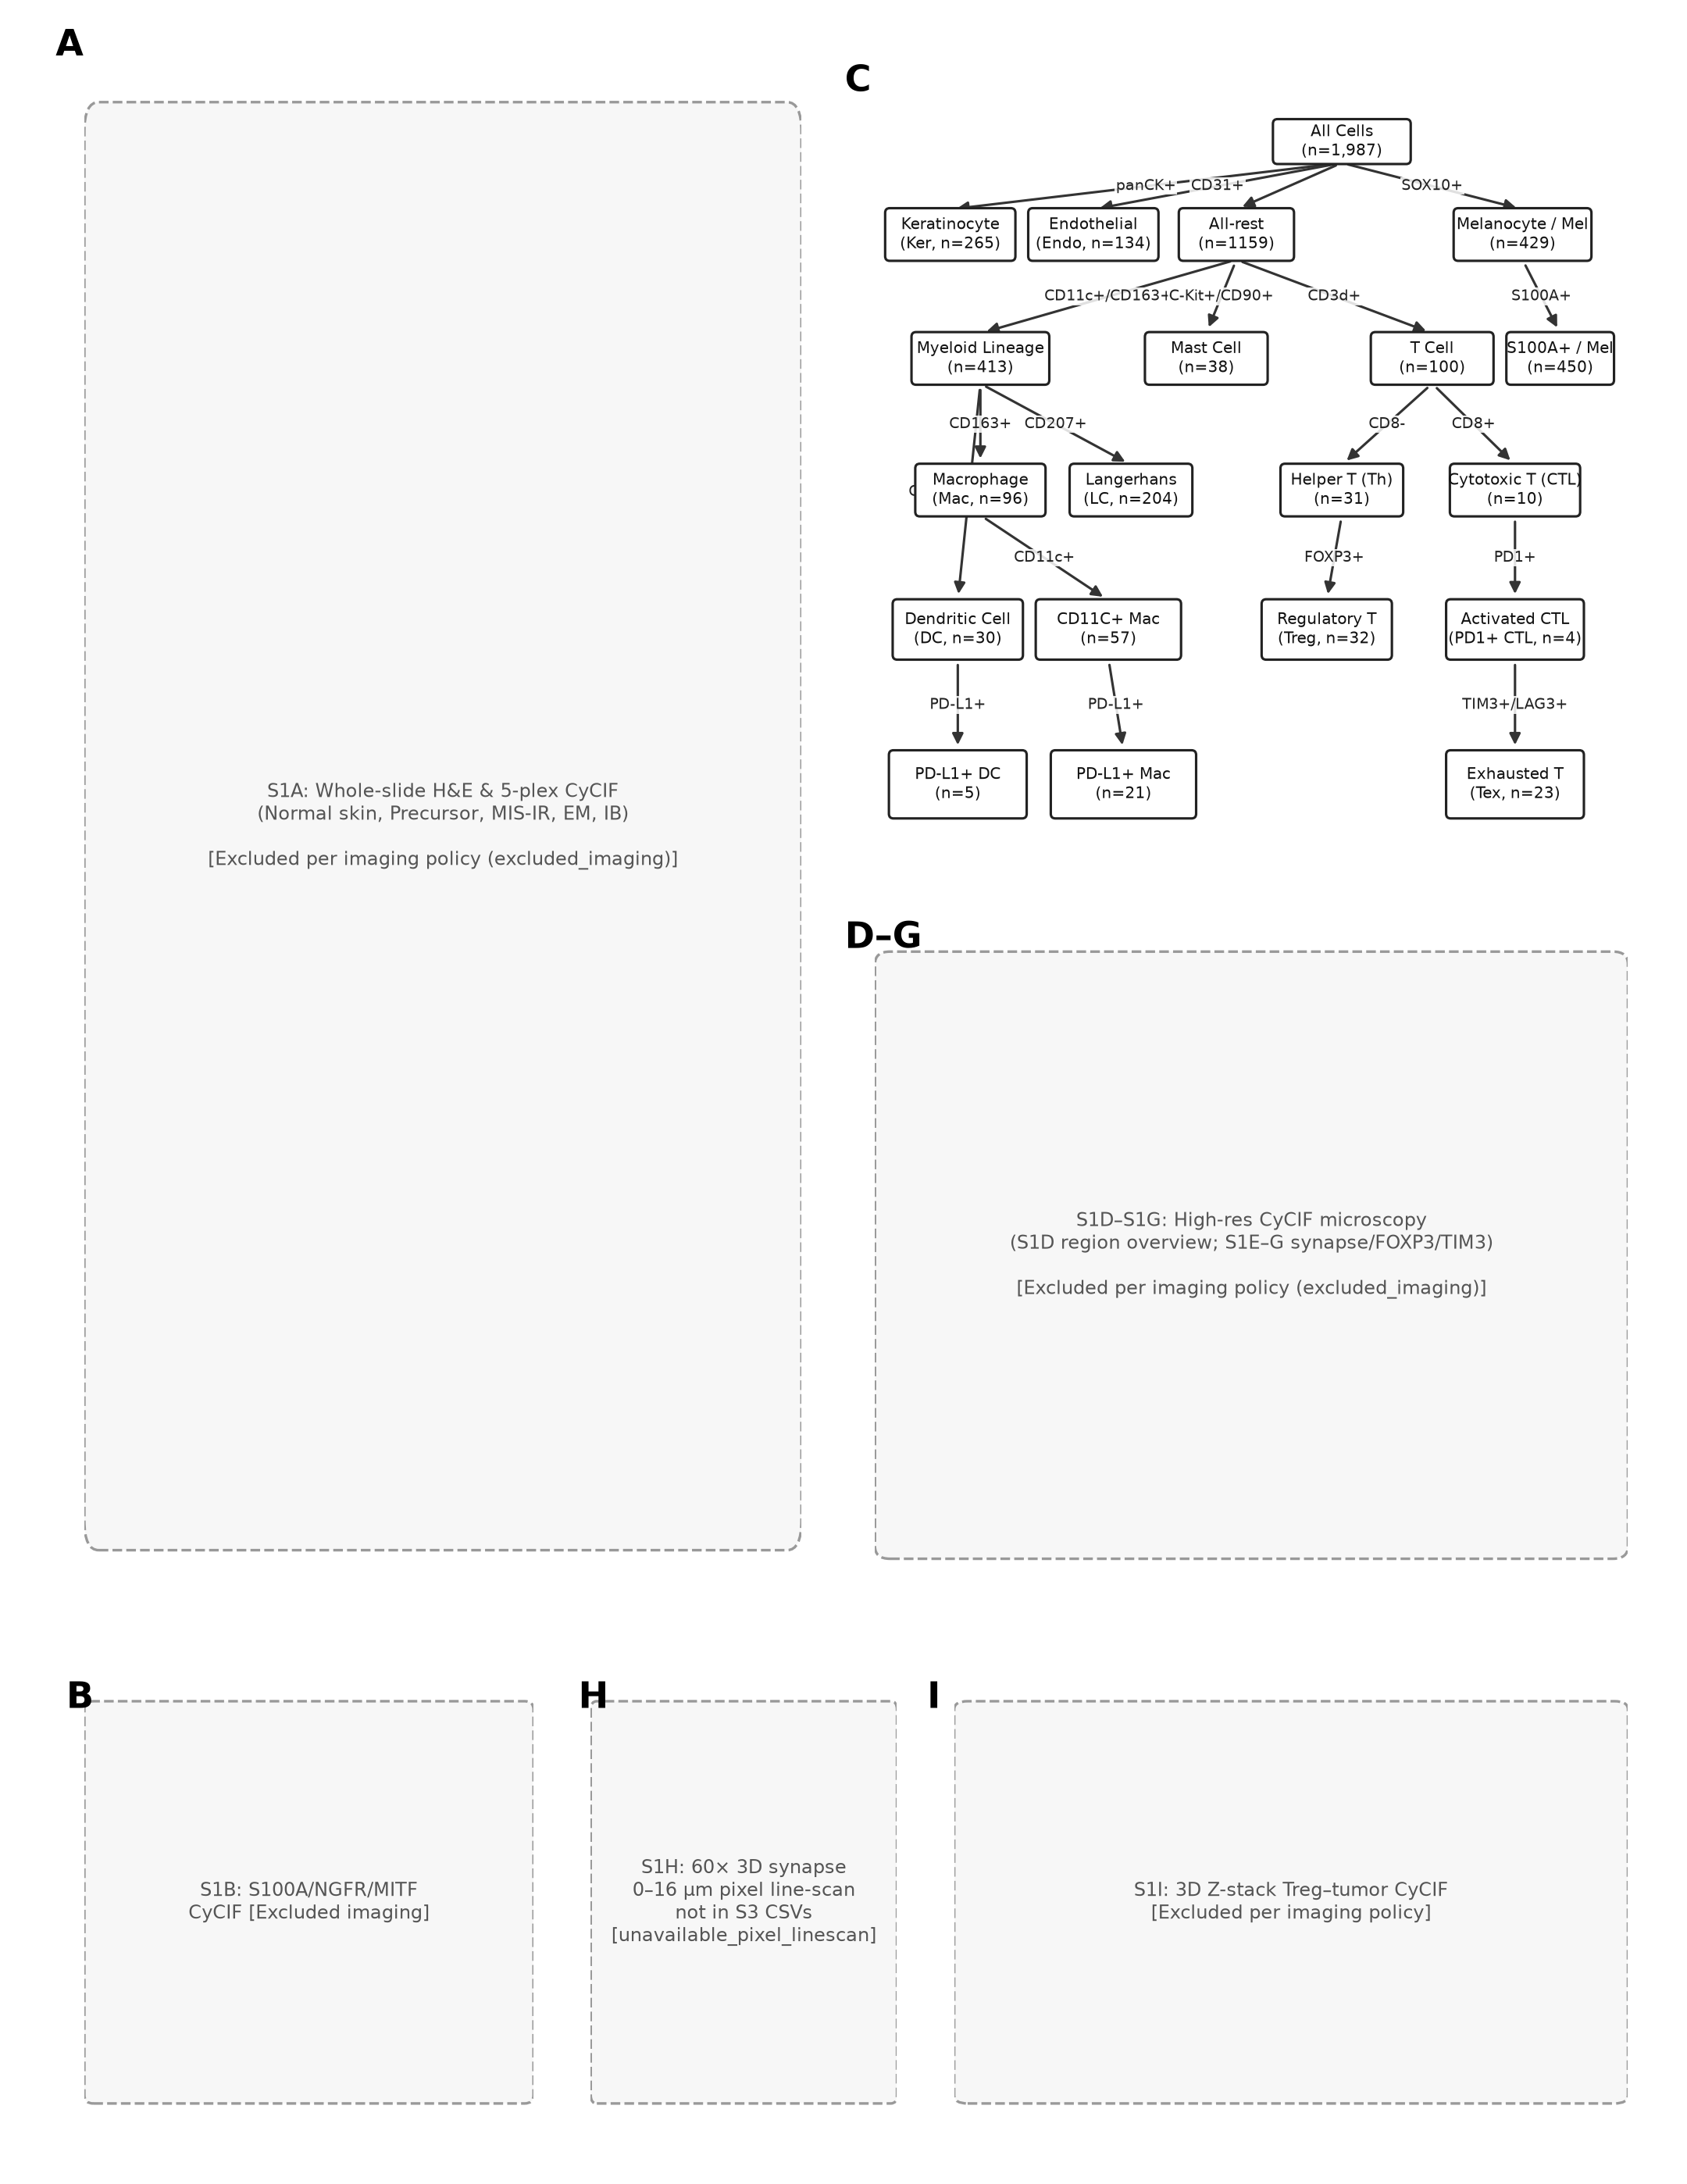 A
S1A: Whole-slide H&E & 5-plex CyCIF
(Normal skin, Precursor, MIS-IR, EM, IB)
[Excluded per imaging policy (excluded_imaging)]
C
All Cells
(n=1,987)
panCK+
CD31+
SOX10+
Keratinocyte
(Ker, n=265)
Endothelial
(Endo, n=134)
All-rest
(n=1159)
Melanocyte / Mel
(n=429)
CD11c+/CD163+
C-Kit+/CD90+
CD3d+
S100A+
Myeloid Lineage
(n=413)
Mast Cell
(n=38)
T Cell
(n=100)
S100A+ / Mel
(n=450)
CD163+
CD207+
CD8-
CD8+
Macrophage
(Mac, n=96)
Langerhans
(LC, n=204)
Helper T (Th)
(n=31)
Cytotoxic T (CTL)
(n=10)
CD11c+
FOXP3+
PD1+
Dendritic Cell
(DC, n=30)
CD11C+ Mac
(n=57)
Regulatory T
(Treg, n=32)
Activated CTL
(PD1+ CTL, n=4)
PD-L1+
PD-L1+
TIM3+/LAG3+
PD-L1+ DC
(n=5)
PD-L1+ Mac
(n=21)
Exhausted T
(Tex, n=23)
D–G
S1D–S1G: High-res CyCIF microscopy
(S1D region overview; S1E–G synapse/FOXP3/TIM3)
[Excluded per imaging policy (excluded_imaging)]
B
S1B: S100A/NGFR/MITF
CyCIF [Excluded imaging]
H
S1H: 60× 3D synapse
0–16 µm pixel line-scan
not in S3 CSVs
[unavailable_pixel_linescan]
I
S1I: 3D Z-stack Treg–tumor CyCIF
[Excluded per imaging policy]